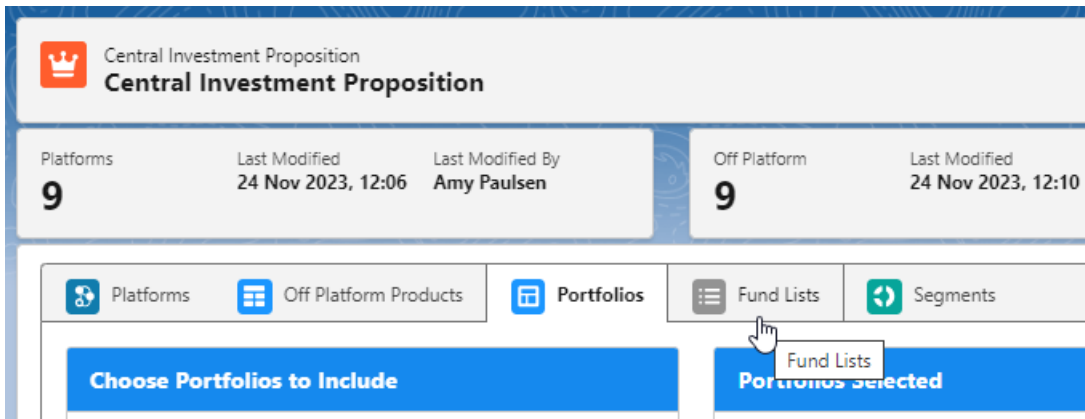 Central Investment Proposition
Central Investment Proposition
Platforms
9
Last Modified
24 Nov 2023, 12:06
Last Modified By
Amy Paulsen
Off Platform
9
Last Modified
24 Nov 2023, 12:10
Platforms
Off Platform Products
Portfolios
Fund Lists
Segments
Fund Lists
Choose Portfolios to Include
Portfolios Selected